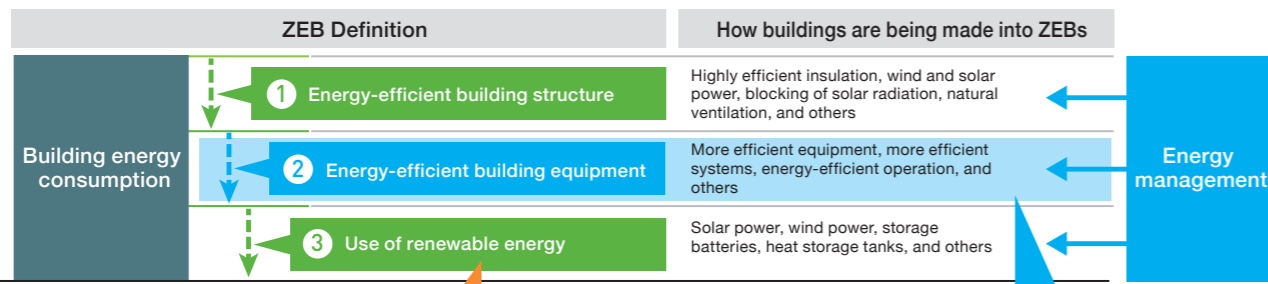 ZEB Definition
How buildings are being made into ZEBs
Building energy
consumption
1 Energy-efficient building structure
Highly efficient insulation, wind and solar
power, blocking of solar radiation, natural
ventilation, and others
2 Energy-efficient building equipment
More efficient equipment, more efficient
systems, energy-efficient operation, and
others
3 Use of renewable energy
Solar power, wind power, storage
batteries, heat storage tanks, and others
Energy
management